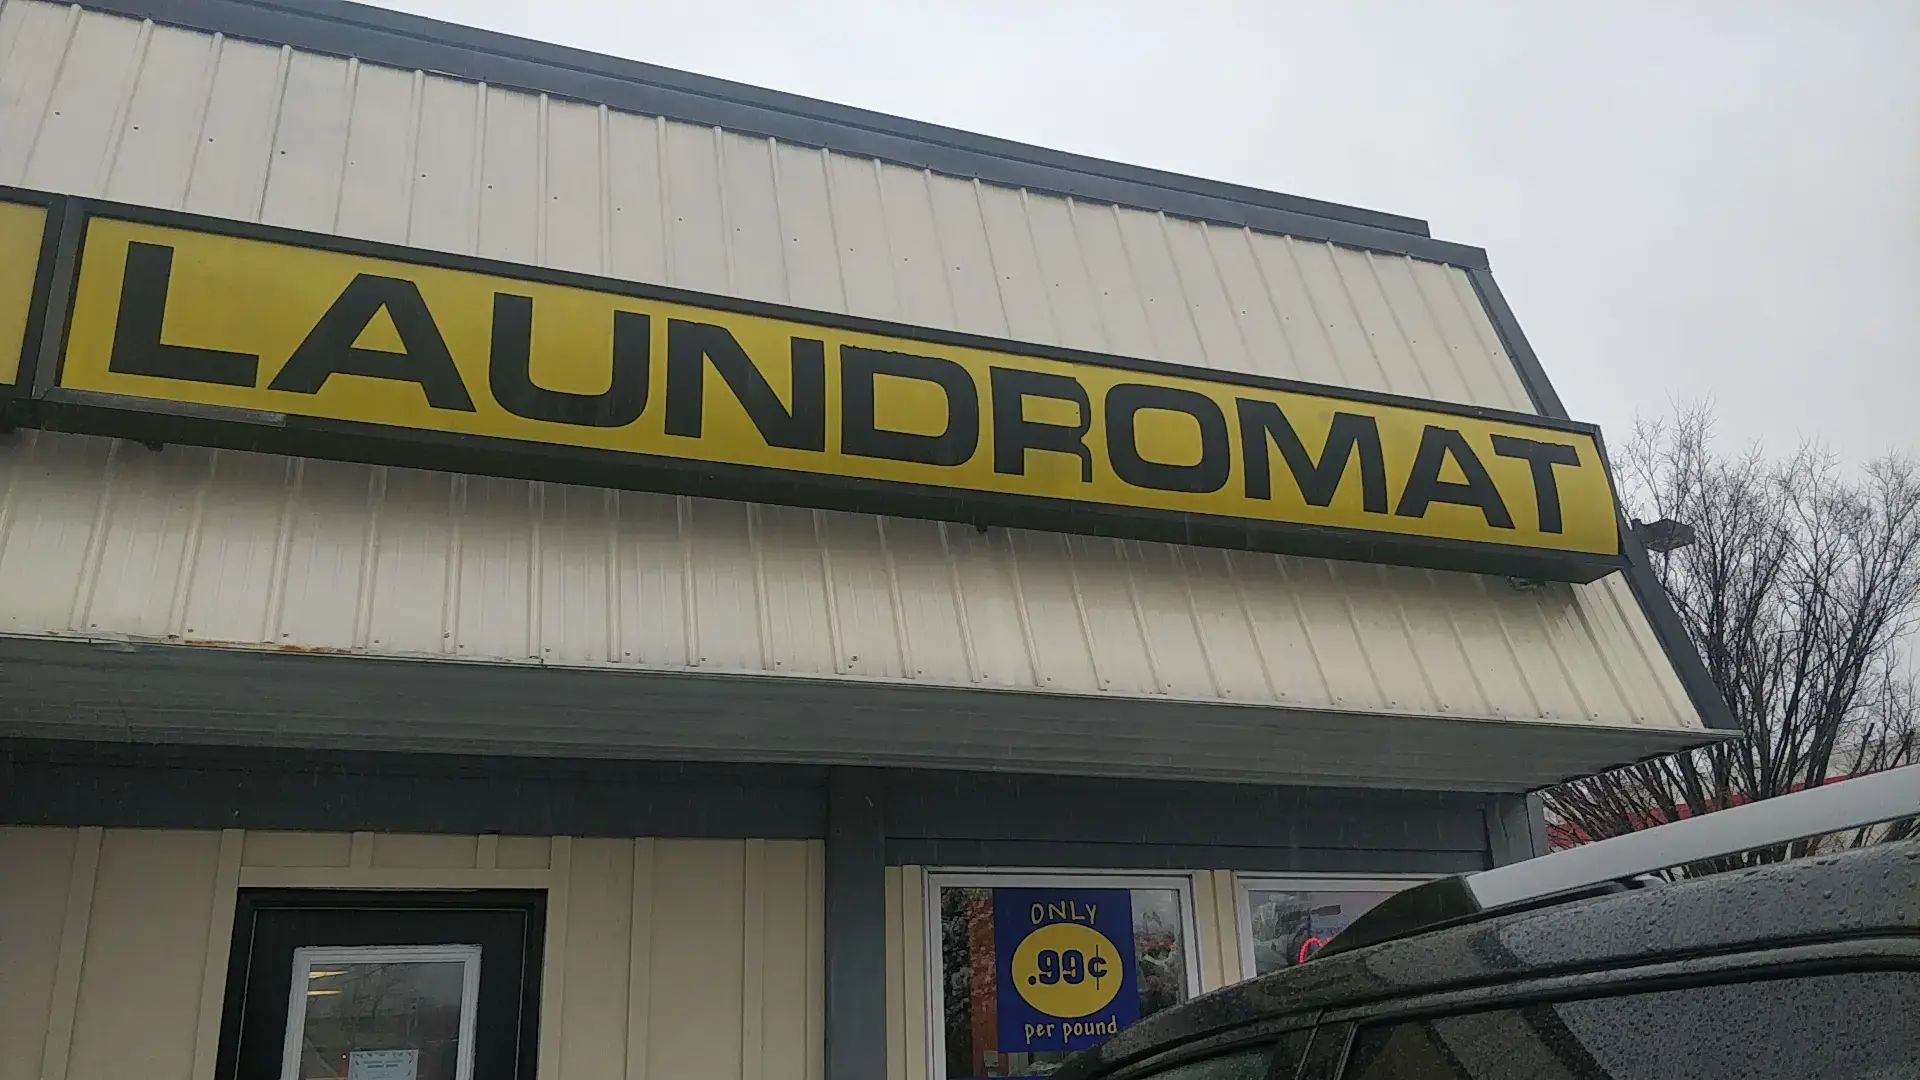 LAUNDROMAT
ONLY
.99¢
per pound